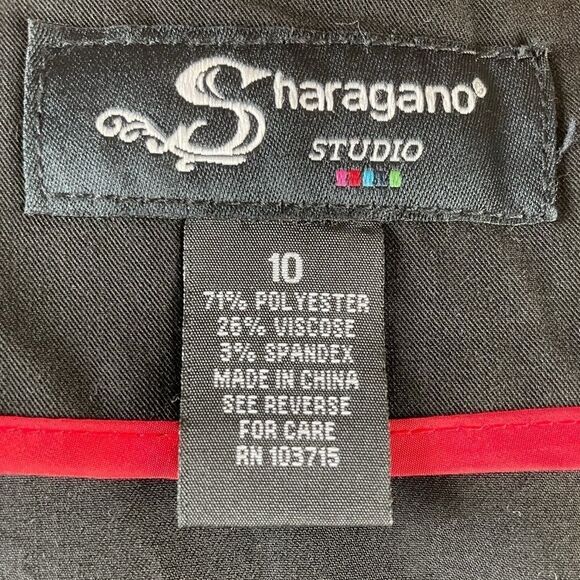 Sharagano®
STUDIO
10
71% POLYESTER
26% VISCOSE
3% SPANDEX
MADE IN CHINA
SEE REVERSE
FOR CARE
RN 103715